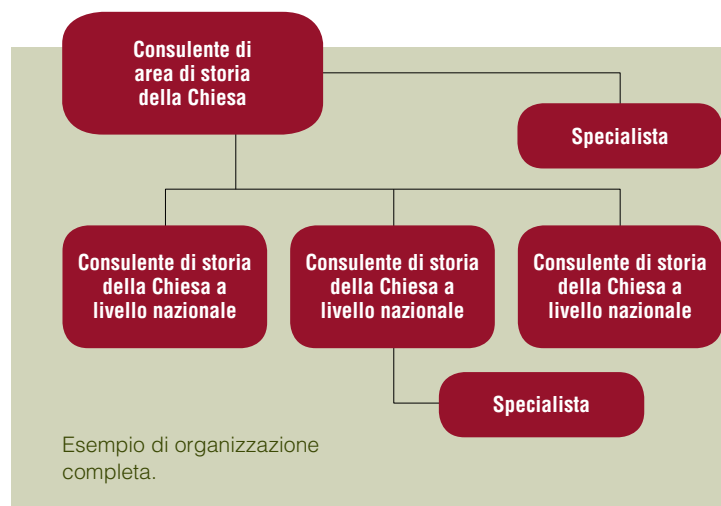 Consulente di
area di storia
della Chiesa
Specialista
Consulente di storia
della Chiesa a
livello nazionale
Consulente di storia
della Chiesa a
livello nazionale
Consulente di storia
della Chiesa a
livello nazionale
Specialista
Esempio di organizzazione
completa.